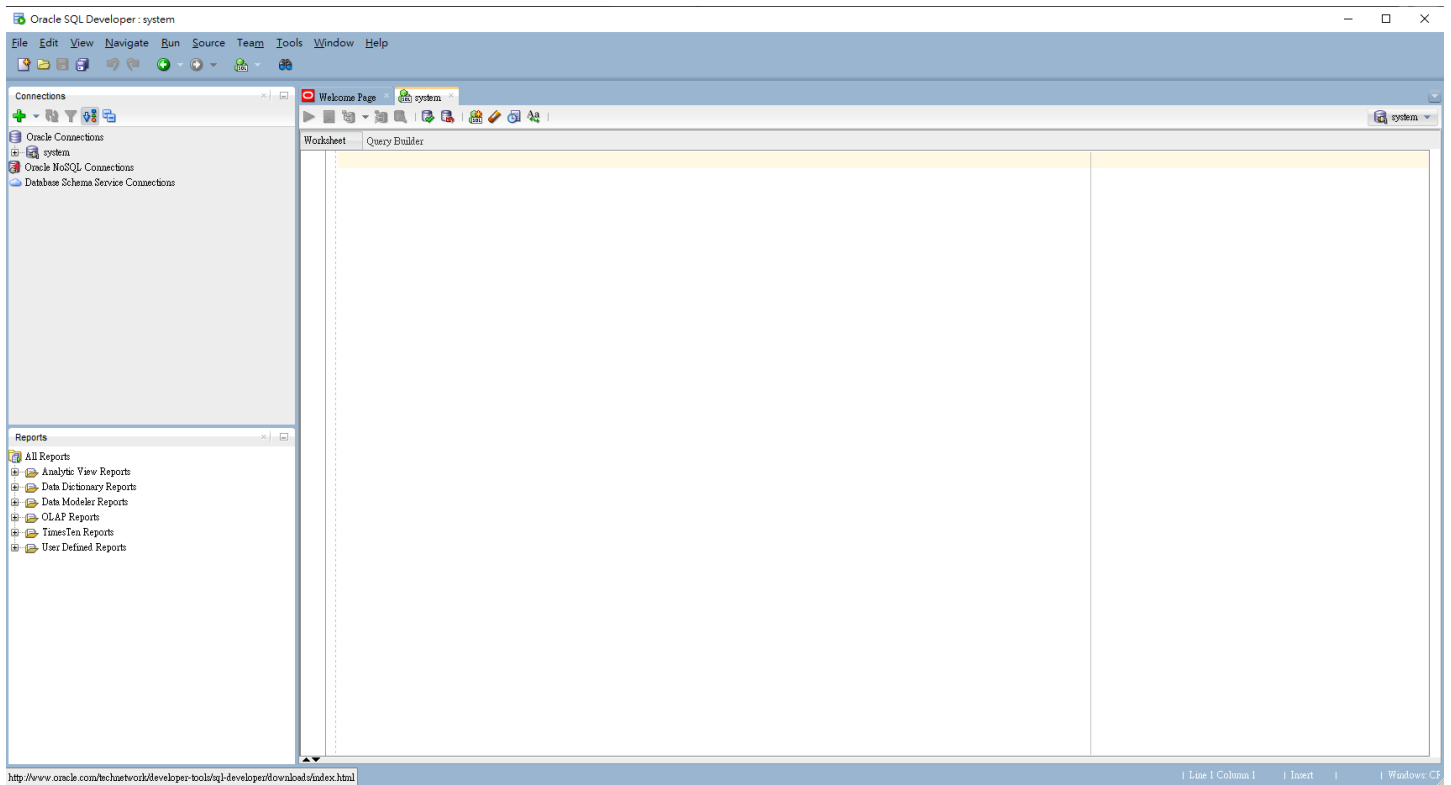 Oracle SQL Developer : system
File Edit View Navigate Run Source Team Tools Window Help
Connections
Oracle Connections
system
Oracle NoSQL Connections
Database Schema Service Connections
Reports
All Reports
Analytic View Reports
Data Dictionary Reports
Data Modeler Reports
OLAP Reports
TimesTen Reports
User Defined Reports
Welcome Page
system
system
Worksheet Query Builder
http://www.oracle.com/technetwork/developer-tools/sql-developer/downloads/index.html
| Line 1 Column 1 | Insert | | Windows: CF